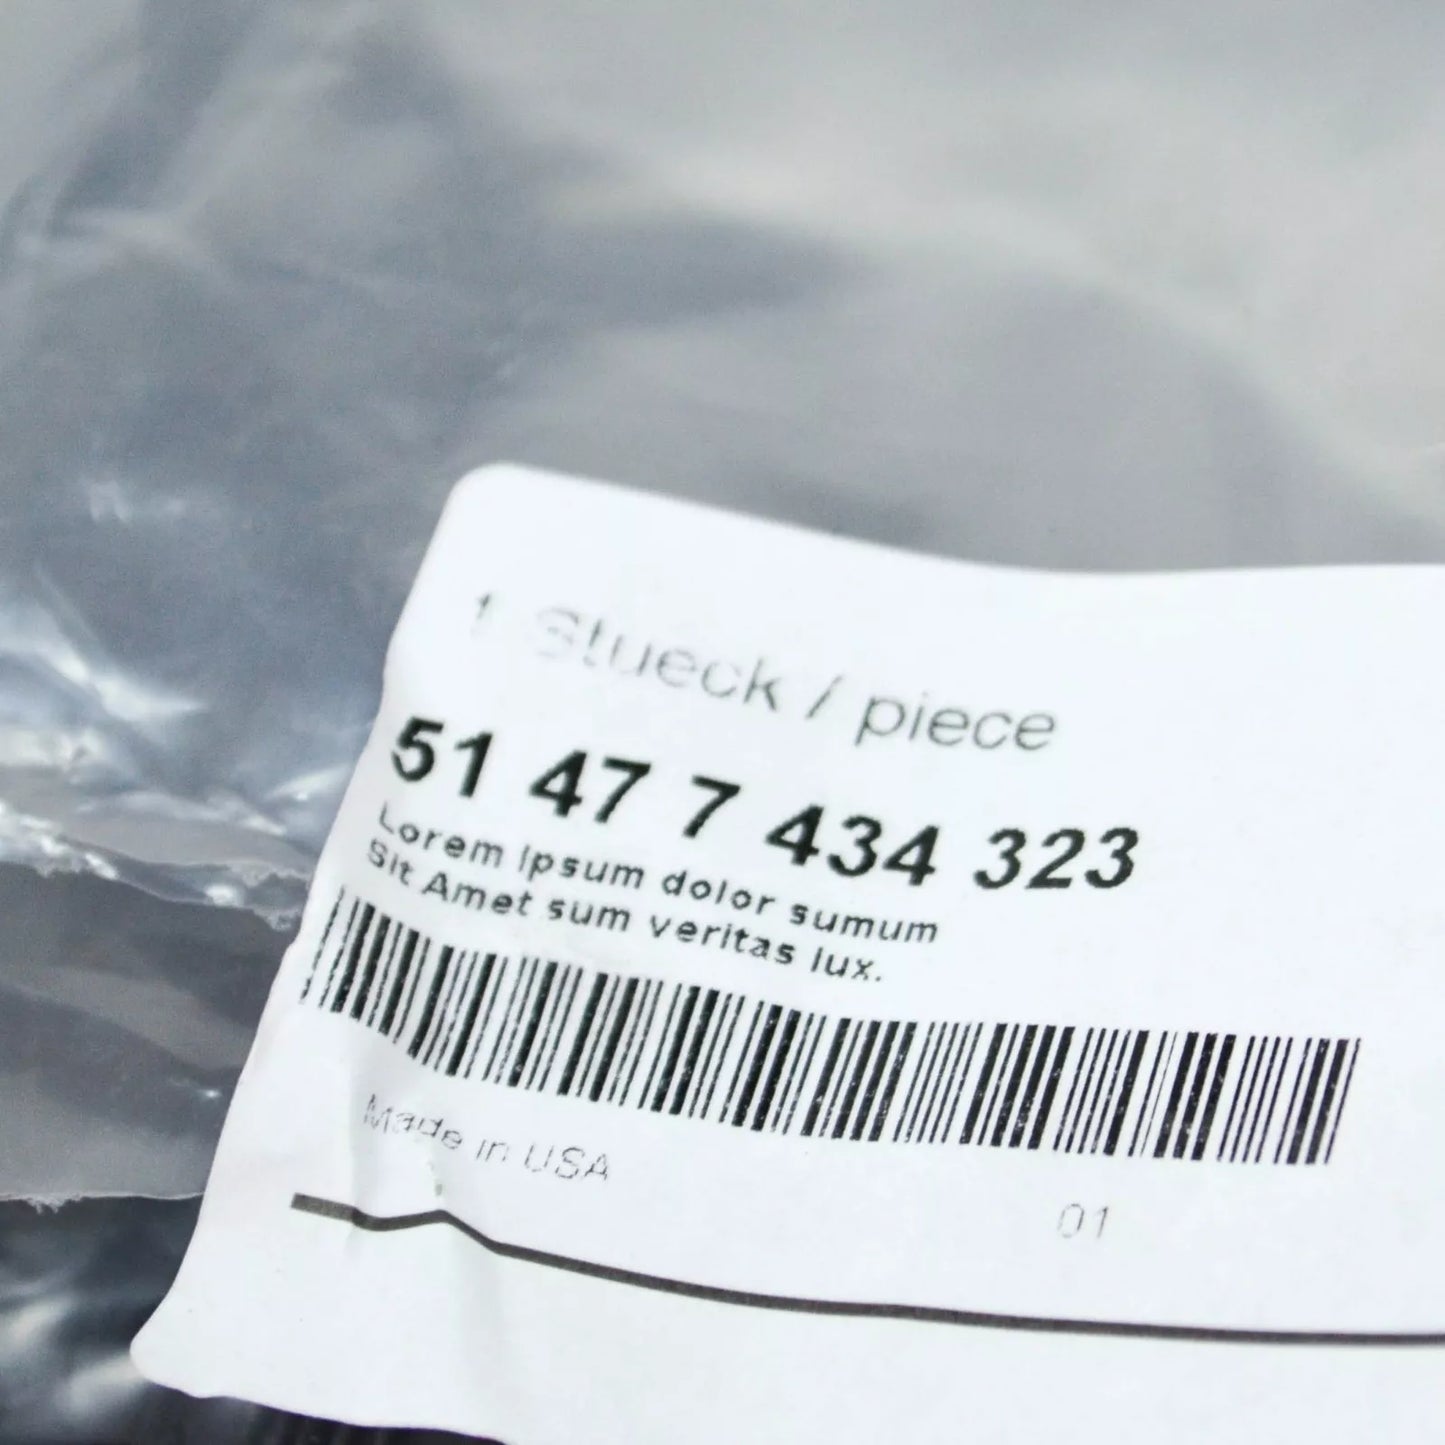 1 Stueck / piece
51 47 7 434 323
Lorem Ipsum dolor sumum
Sit Amet sum veritas lux.
Made in USA
01